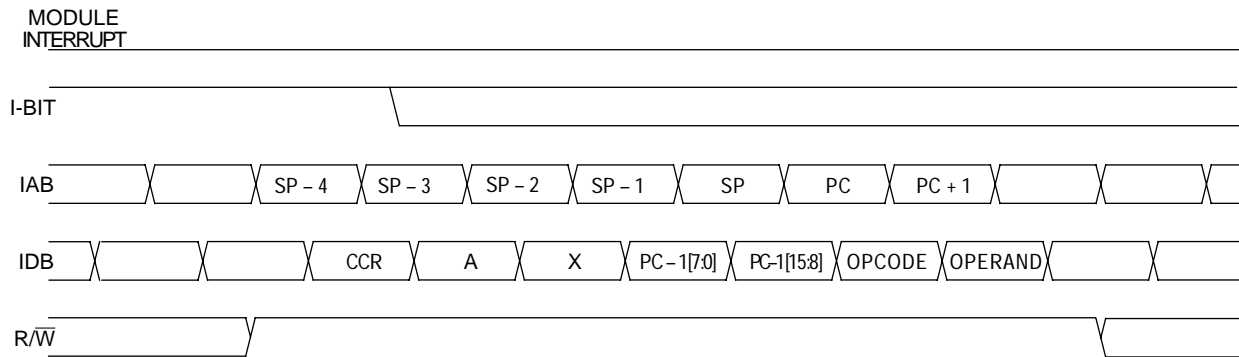 MODULE
INTERRUPT
I-BIT
IAB SP – 4 SP – 3 SP – 2 SP – 1 SP PC PC + 1
IDB CCR A X PC – 1[7:0] PC-1[15:8] OPCODE OPERAND
R/W̅